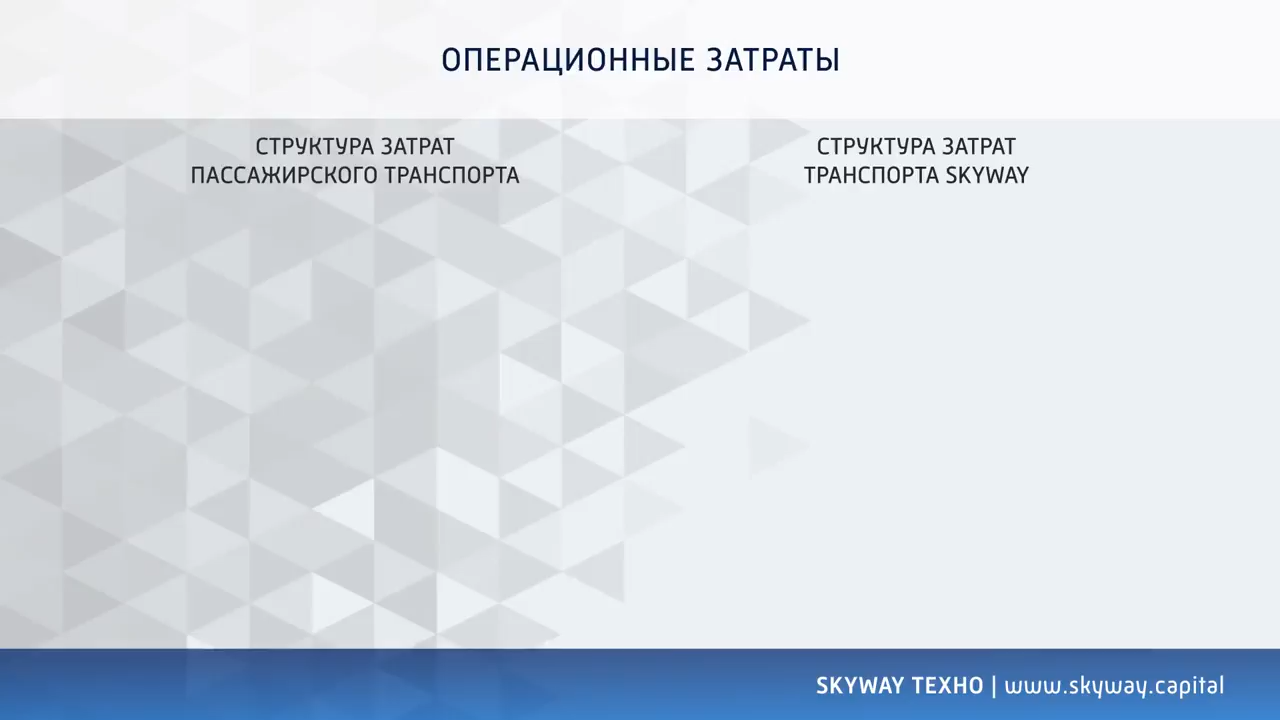 ОПЕРАЦИОННЫЕ ЗАТРАТЫ
СТРУКТУРА ЗАТРАТ
ПАССАЖИРСКОГО ТРАНСПОРТА
СТРУКТУРА ЗАТРАТ
ТРАНСПОРТА SKYWAY
SKYWAY ТЕХНО | www.skyway.capital